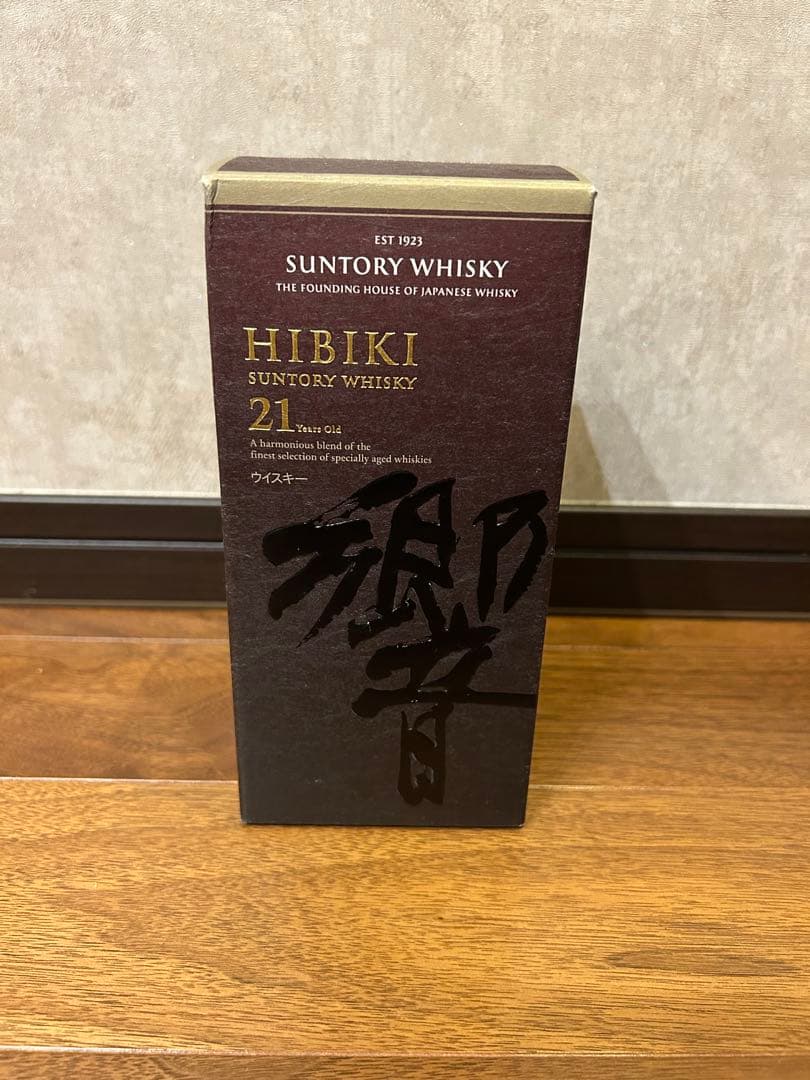 EST 1923
SUNTORY WHISKY
THE FOUNDING HOUSE OF JAPANESE WHISKY
HIBIKI
SUNTORY WHISKY
21 Years Old
A harmonious blend of the
finest selection of specially aged whiskies
ウイスキー
響